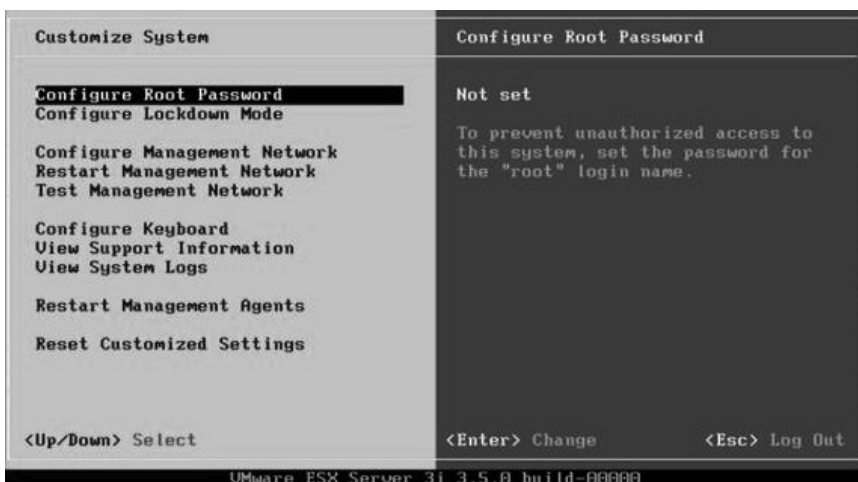 Customize System
Configure Root Password
Configure Root Password
Configure Lockdown Mode
Configure Management Network
Restart Management Network
Test Management Network
Configure Keyboard
View Support Information
View System Logs
Restart Management Agents
Reset Customized Settings
Not set
To prevent unauthorized access to
this system, set the password for
the "root" login name.
<Up/Down> Select
<Enter> Change
<Esc> Log Out
VMware ESX Server 3i 3.5.0 build-00000